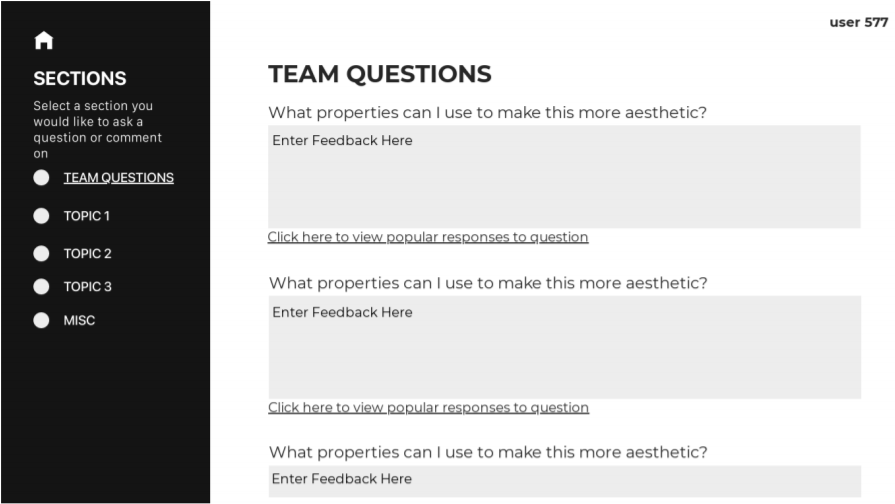 user 577
SECTIONS
Select a section you
would like to ask a
question or comment
on
TEAM QUESTIONS
TOPIC 1
TOPIC 2
TOPIC 3
MISC
TEAM QUESTIONS
What properties can I use to make this more aesthetic?
Enter Feedback Here
Click here to view popular responses to question
What properties can I use to make this more aesthetic?
Enter Feedback Here
Click here to view popular responses to question
What properties can I use to make this more aesthetic?
Enter Feedback Here